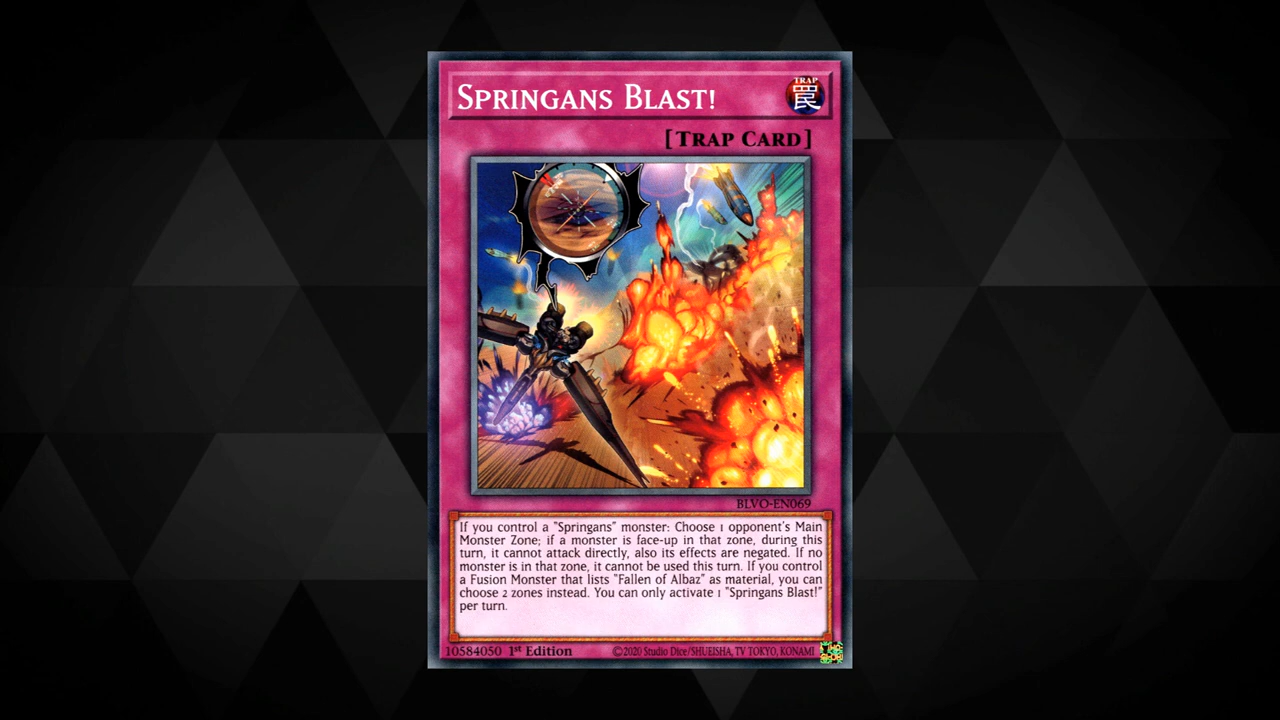 Springans Blast!
TRAP
罠
[Trap Card]
BLVO-EN069
If you control a "Springans" monster: Choose 1 opponent's Main
Monster Zone; if a monster is face-up in that zone, during this
turn, it cannot attack directly, also its effects are negated. If no
monster is in that zone, it cannot be used this turn. If you control
a Fusion Monster that lists "Fallen of Albaz" as material, you can
choose 2 zones instead. You can only activate 1 "Springans Blast!"
per turn.
10584050 1st Edition ©2020 Studio Dice/SHUEISHA, TV TOKYO, KONAMI